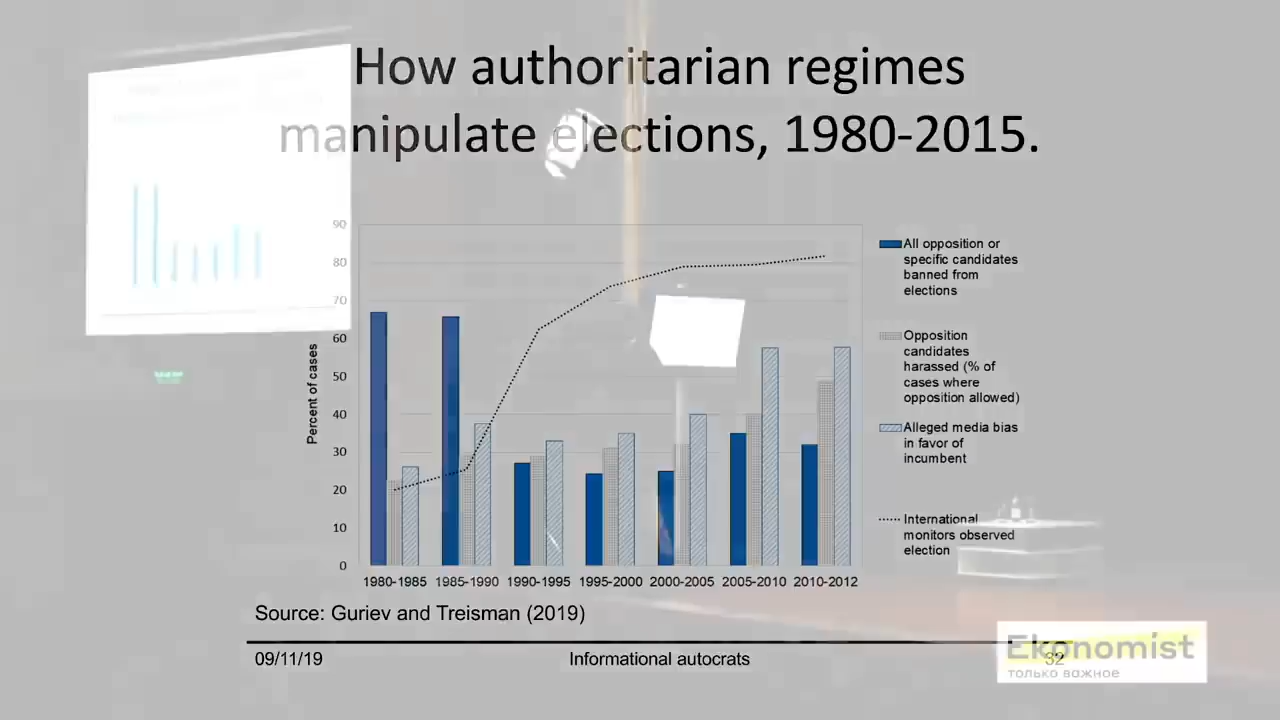 How authoritarian regimes
manipulate elections, 1980-2015.
90
80
70
60
50
40
30
20
10
0
Percent of cases
1980-1985 1985-1990 1990-1995 1995-2000 2000-2005 2005-2010 2010-2012
All opposition or
specific candidates
banned from
elections
Opposition
candidates
harassed (% of
cases where
opposition allowed)
Alleged media bias
in favor of
incumbent
International
monitors observed
election
Source: Guriev and Treisman (2019)
09/11/19
Informational autocrats
32
Ekonomist
только важное